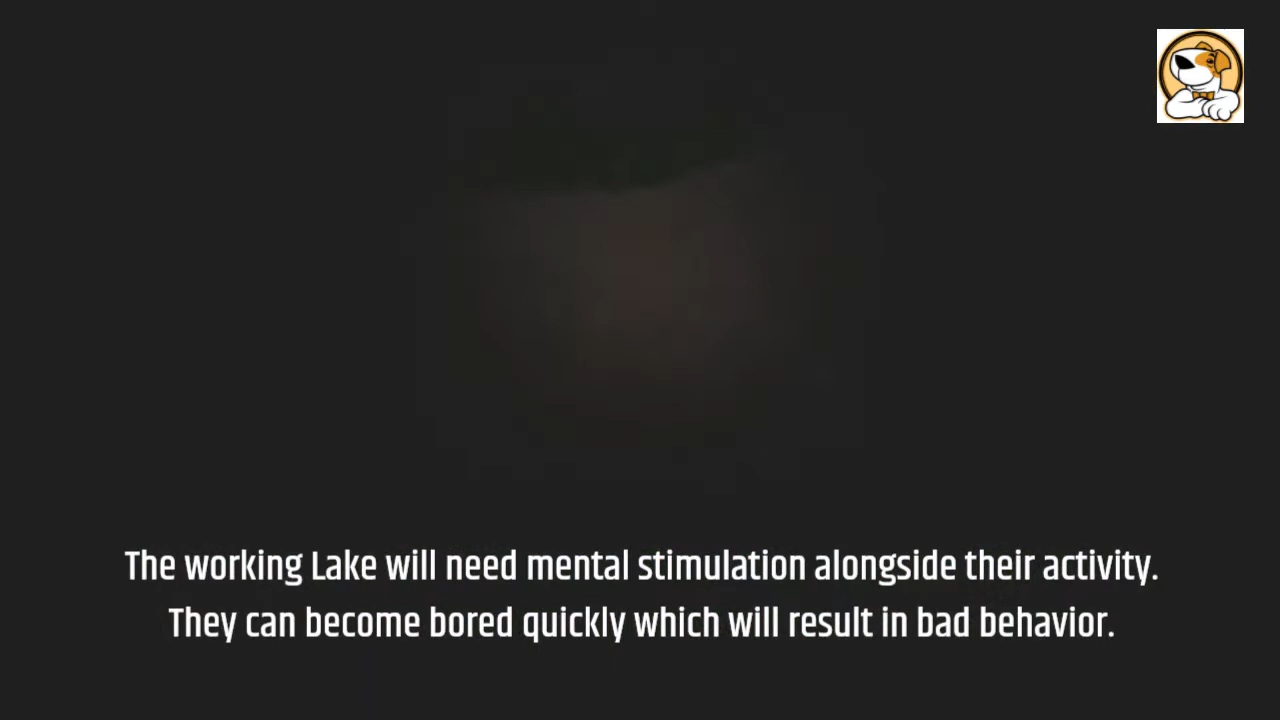 The working Lake will need mental stimulation alongside their activity.
They can become bored quickly which will result in bad behavior.